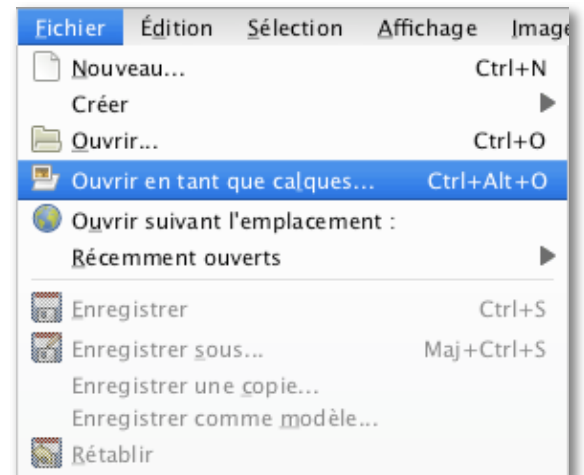 Fichier Édition Sélection Affichage Image
Nouveau... Ctrl+N
Créer
Ouvrir... Ctrl+O
Ouvrir en tant que calques... Ctrl+Alt+O
Ouvrir suivant l'emplacement :
Récemment ouverts
Enregistrer Ctrl+S
Enregistrer sous... Maj+Ctrl+S
Enregistrer une copie...
Enregistrer comme modèle...
Rétablir